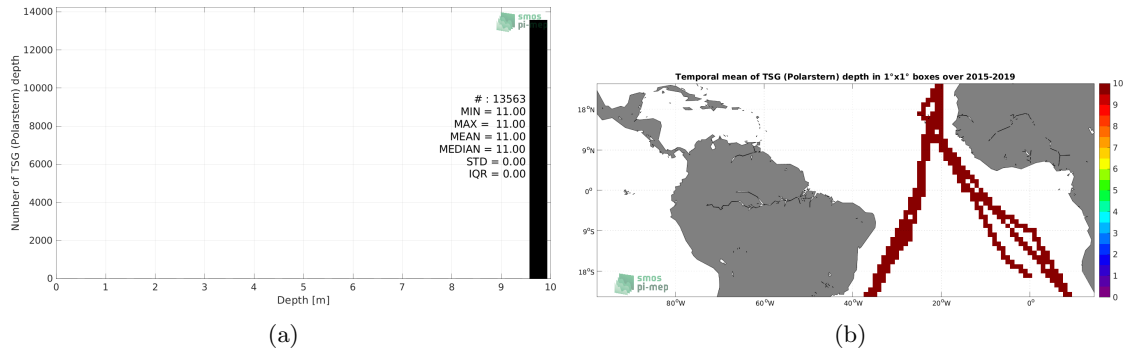 14000
12000
10000
8000
6000
4000
2000
0
Number of TSG (Polarstern) depth
smos
pi-mep
# : 13563
MIN = 11.00
MAX = 11.00
MEAN = 11.00
MEDIAN = 11.00
STD = 0.00
IQR = 0.00
0 1 2 3 4 5 6 7 8 9 10
Depth [m]
(a)
Temporal mean of TSG (Polarstern) depth in 1°x1° boxes over 2015-2019
18°N
9°N
0°
9°S
18°S
80°W 60°W 40°W 20°W 0°
smos
pi-mep
10
9
8
7
6
5
4
3
2
1
0
(b)